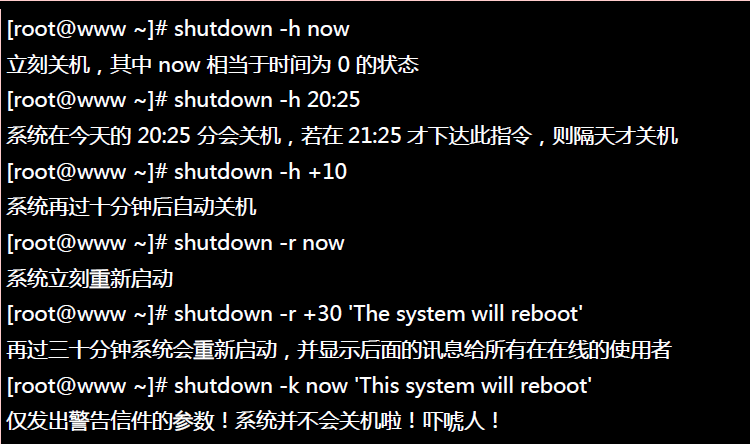 [root@www ~]# shutdown -h now
立刻关机，其中 now 相当于时间为 0 的状态
[root@www ~]# shutdown -h 20:25
系统在今天的 20:25 分会关机，若在 21:25 才下达此指令，则隔天才关机
[root@www ~]# shutdown -h +10
系统再过十分钟后自动关机
[root@www ~]# shutdown -r now
系统立刻重新启动
[root@www ~]# shutdown -r +30 'The system will reboot'
再过三十分钟系统会重新启动，并显示后面的讯息给所有在在线的使用者
[root@www ~]# shutdown -k now 'This system will reboot'
仅发出警告信件的参数！系统并不会关机啦！吓唬人！